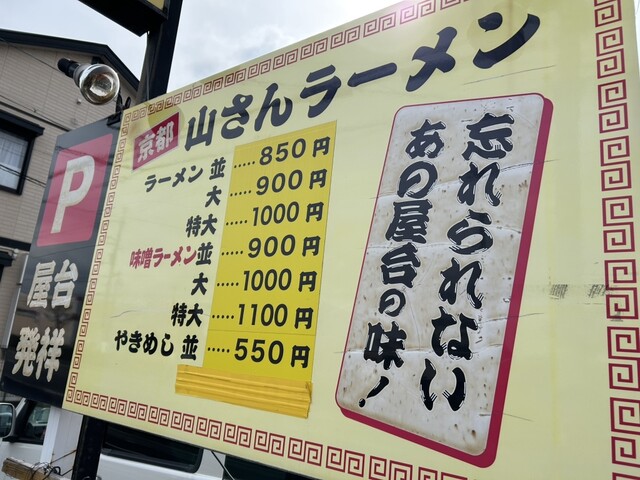 京都 山さんラーメン
ラーメン 並 ..... 850円
大 ..... 900円
特大 ..... 1000円
味噌ラーメン並 ..... 900円
大 ..... 1000円
特大 ..... 1100円
やきめし 並 ..... 550円
忘れられない
あの屋台の味!
P
屋台
発祥